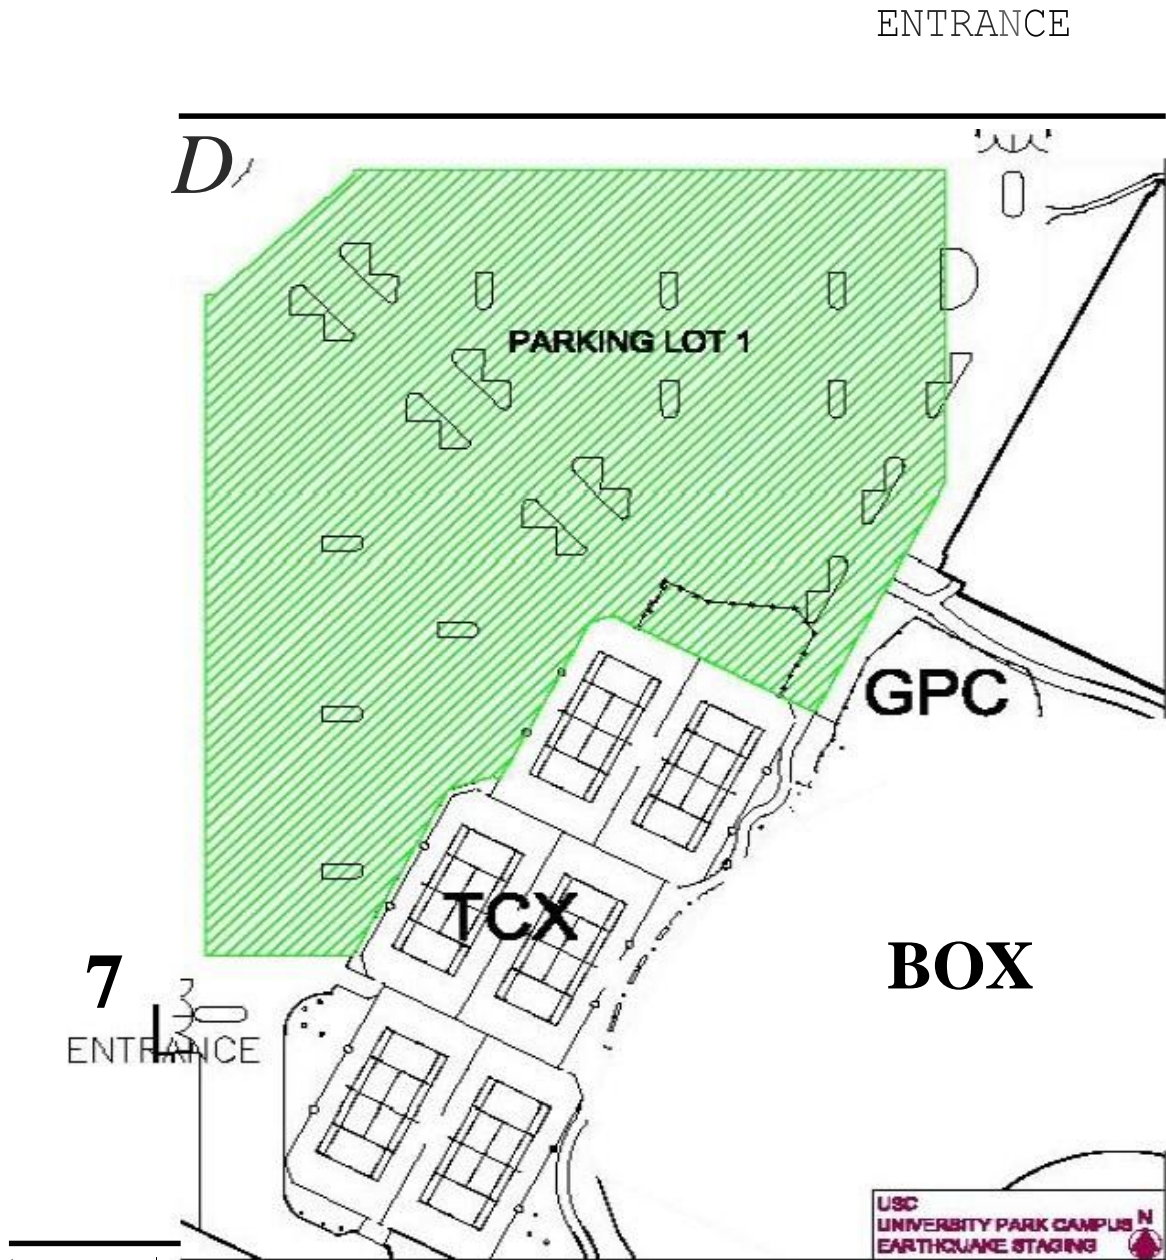 ENTRANCE
D
PARKING LOT 1
GPC
TCX
BOX
7
ENTRANCE
USC
UNIVERSITY PARK CAMPUS N
EARTHQUAKE STAGING